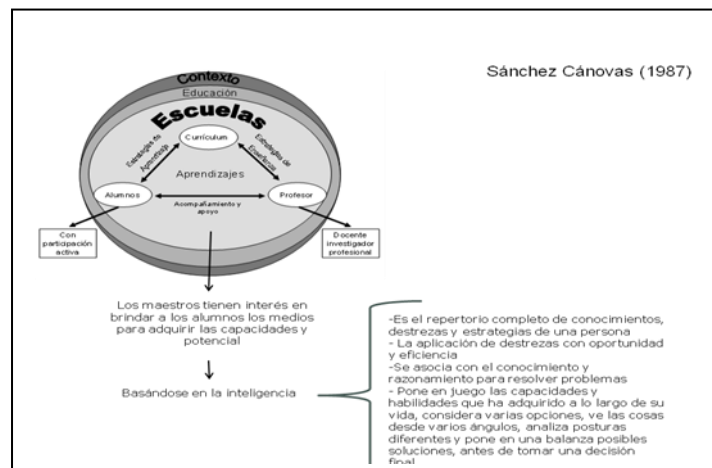 Sánchez Cánovas (1987)
Contexto
Educación
Escuelas
Currículum
Estrategias de
Aprendizaje
Estrategias de
Enseñanza
Aprendizajes
Alumnos
Profesor
Acompañamiento y
apoyo
Con
participación
activa
Docente
investigador
profesional
Los maestros tienen interés en
brindar a los alumnos los medios
para adquirir las capacidades y
potencial
Basándose en la inteligencia
-Es el repertorio completo de conocimientos,
destrezas y estrategias de una persona
- La aplicación de destrezas con oportunidad
y eficiencia
-Se asocia con el conocimiento y
razonamiento para resolver problemas
- Pone en juego las capacidades y
habilidades que ha adquirido a lo largo de su
vida, considera varias opciones, ve las cosas
desde varios ángulos, analiza posturas
diferentes y pone en una balanza posibles
soluciones, antes de tomar una decisión
final